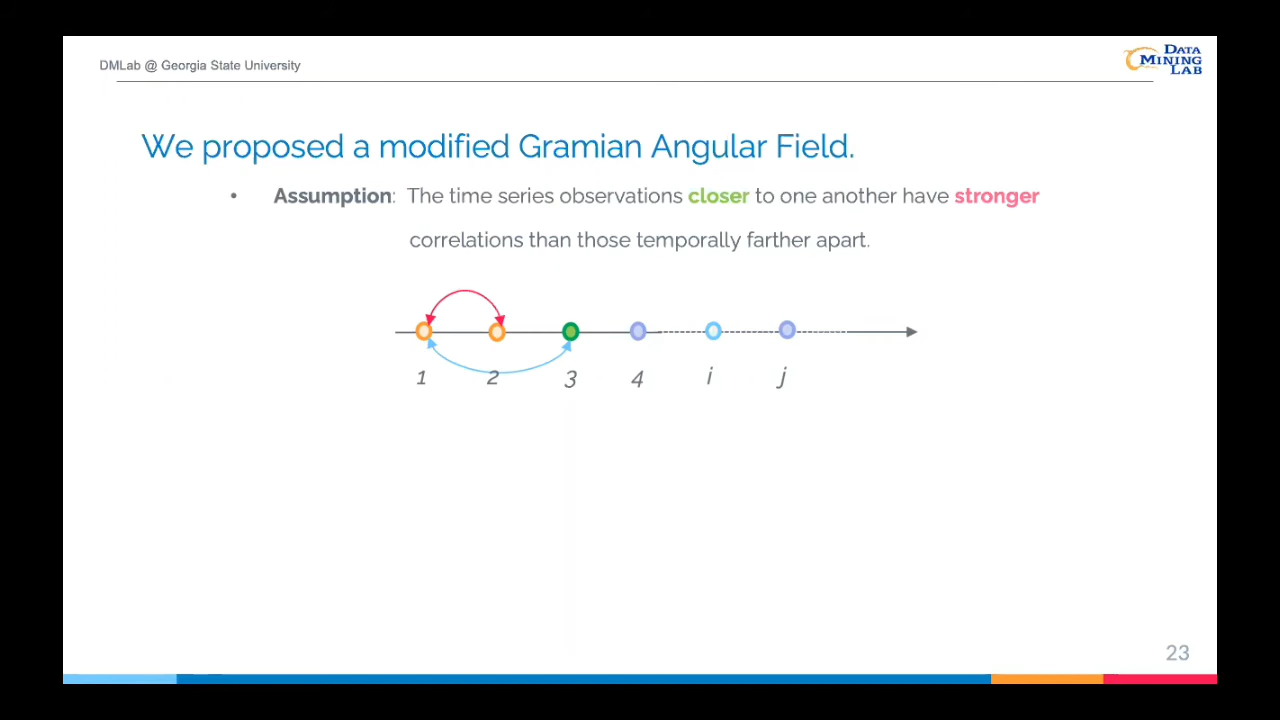 DMLab @ Georgia State University
DATA
MINING
LAB
We proposed a modified Gramian Angular Field.
• Assumption: The time series observations closer to one another have stronger
correlations than those temporally farther apart.
1 2 3 4 i j
23